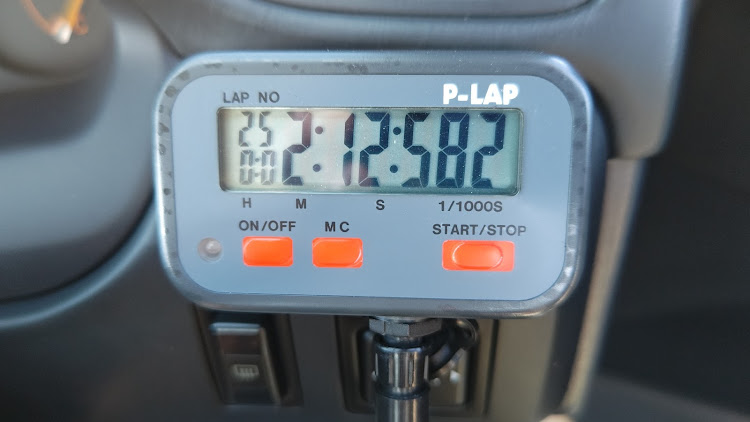 P-LAP
LAP NO
25
0:0 2:12:582
H M S 1/1000S
ON/OFF MC START/STOP